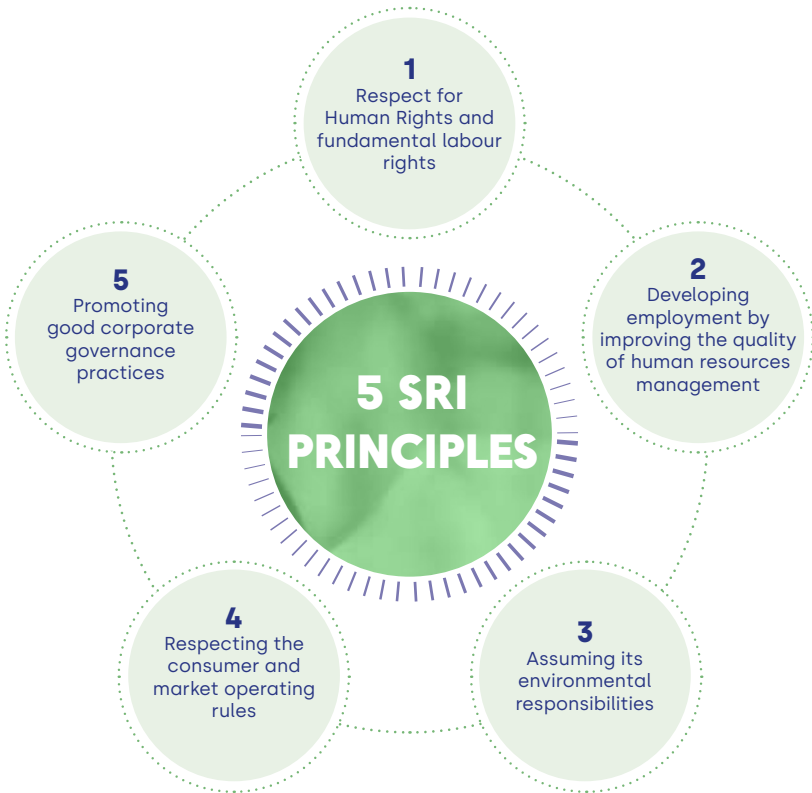 1
Respect for
Human Rights and
fundamental labour
rights
2
Developing
employment by
improving the quality
of human resources
management
3
Assuming its
environmental
responsibilities
4
Respecting the
consumer and
market operating
rules
5
Promoting
good corporate
governance
practices
5 SRI
PRINCIPLES